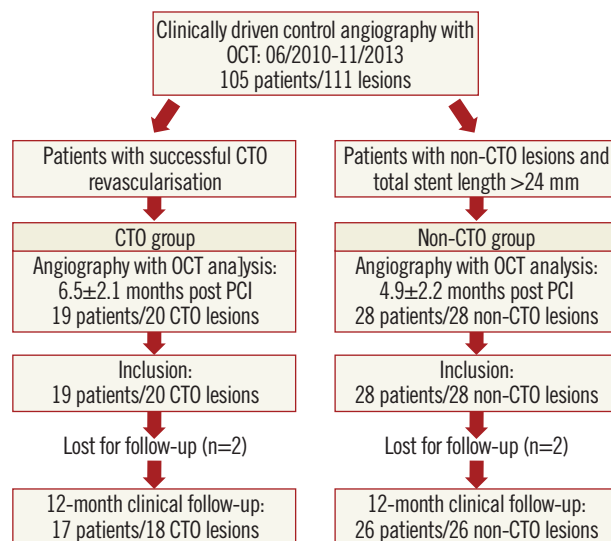 Clinically driven control angiography with
OCT: 06/2010-11/2013
105 patients/111 lesions
Patients with successful CTO
revascularisation
Patients with non-CTO lesions and
total stent length >24 mm
CTO group
Angiography with OCT ana]ysis:
6.5±2.1 months post PCI
19 patients/20 CTO lesions
Non-CTO group
Angiography with OCT analysis:
4.9±2.2 months post PCI
28 patients/28 non-CTO lesions
Inclusion:
19 patients/20 CTO lesions
Inclusion:
28 patients/28 non-CTO lesions
Lost for follow-up (n=2)
Lost for follow-up (n=2)
12-month clinical follow-up:
17 patients/18 CTO lesions
12-month clinical follow-up:
26 patients/26 non-CTO lesions